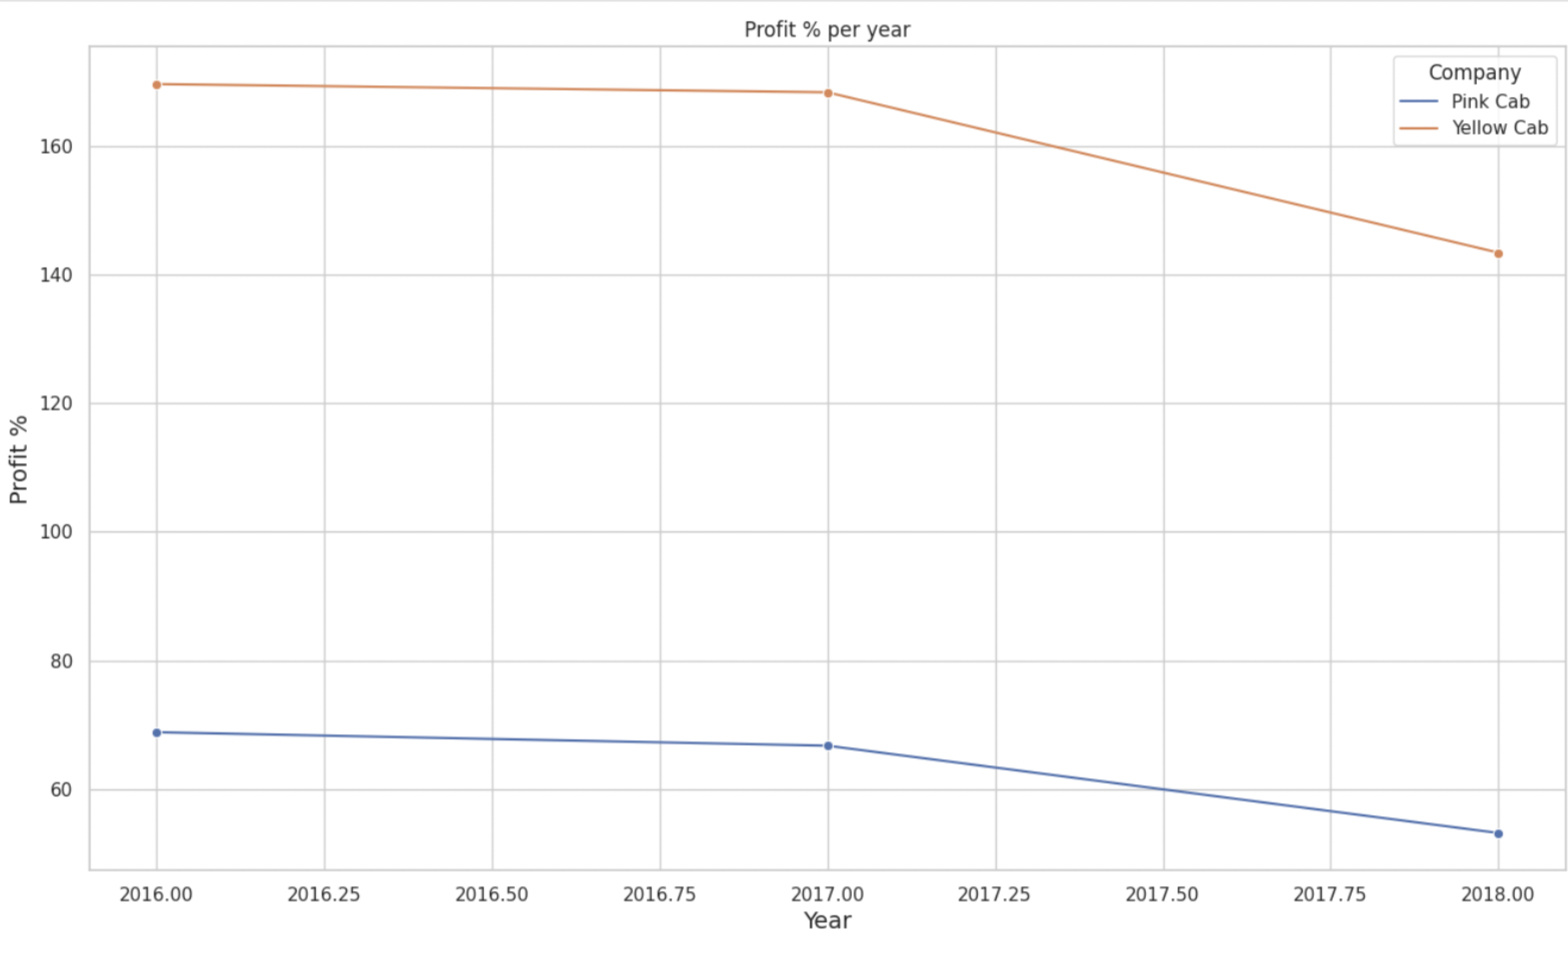 Profit % per year
Company
Pink Cab
Yellow Cab
160
140
120
100
80
60
Profit %
2016.00 2016.25 2016.50 2016.75 2017.00 2017.25 2017.50 2017.75 2018.00
Year